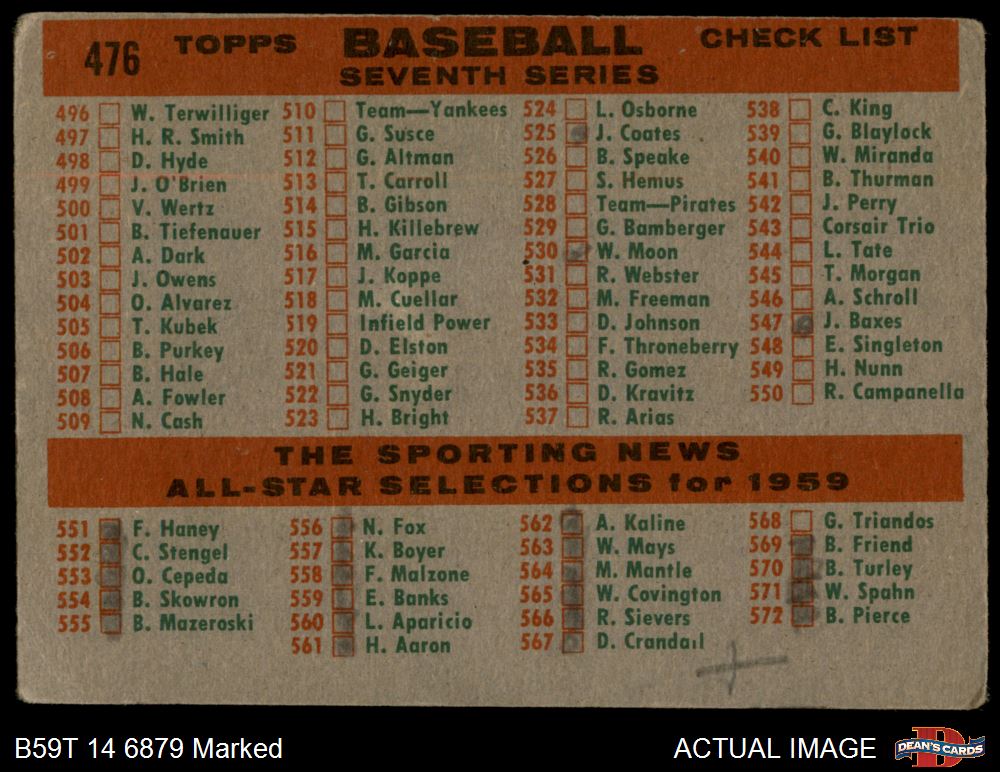 476 TOPPS BASEBALL CHECK LIST
SEVENTH SERIES
496 W. Terwilliger
497 H. R. Smith
498 D. Hyde
499 J. O'Brien
500 V. Wertz
501 B. Tiefenauer
502 A. Dark
503 J. Owens
504 O. Alvarez
505 T. Kubek
506 B. Purkey
507 B. Hale
508 A. Fowler
509 N. Cash
510 Team—Yankees
511 G. Susce
512 G. Altman
513 T. Carroll
514 B. Gibson
515 H. Killebrew
516 M. Garcia
517 J. Koppe
518 M. Cuellar
519 Infield Power
520 D. Elston
521 G. Geiger
522 G. Snyder
523 H. Bright
524 L. Osborne
525 J. Coates
526 B. Speake
527 S. Hemus
528 Team—Pirates
529 G. Bamberger
530 W. Moon
531 R. Webster
532 M. Freeman
533 D. Johnson
534 F. Throneberry
535 R. Gomez
536 D. Kravitz
537 R. Arias
538 C. King
539 G. Blaylock
540 W. Miranda
541 B. Thurman
542 J. Perry
543 Corsair Trio
544 L. Tate
545 T. Morgan
546 A. Schroll
547 J. Baxes
548 E. Singleton
549 H. Nunn
550 R. Campanella
THE SPORTING NEWS
ALL-STAR SELECTIONS for 1959
551 F. Haney
552 C. Stengel
553 O. Cepeda
554 B. Skowron
555 B. Mazeroski
556 N. Fox
557 K. Boyer
558 F. Malzone
559 E. Banks
560 L. Aparicio
561 H. Aaron
562 A. Kaline
563 W. Mays
564 M. Mantle
565 W. Covington
566 R. Sievers
567 D. Crandall
568 G. Triandos
569 B. Friend
570 B. Turley
571 W. Spahn
572 B. Pierce
B59T 14 6879 Marked
ACTUAL IMAGE
DEAN'S CARDS